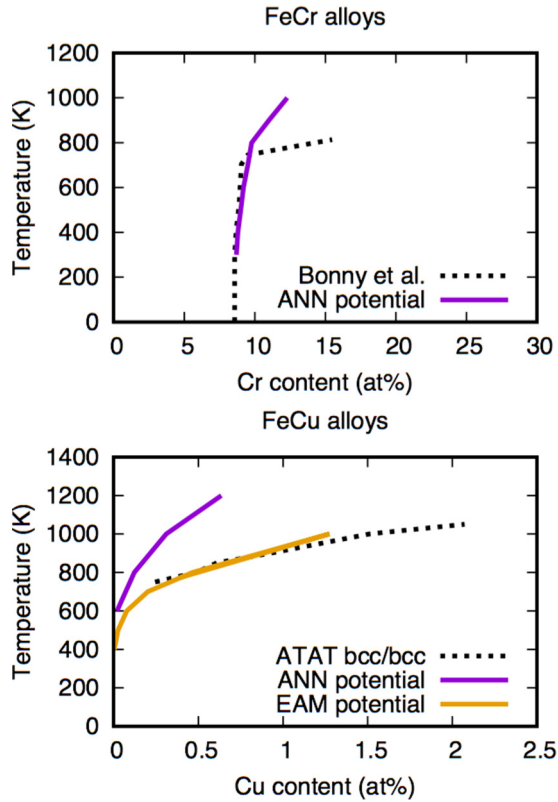 FeCr alloys
1200
1000
800
600
400
200
0
Temperature (K)
Bonny et al.
ANN potential
0 5 10 15 20 25 30
Cr content (at%)
FeCu alloys
1400
1200
1000
800
600
400
200
0
Temperature (K)
ATAT bcc/bcc
ANN potential
EAM potential
0 0.5 1 1.5 2 2.5
Cu content (at%)